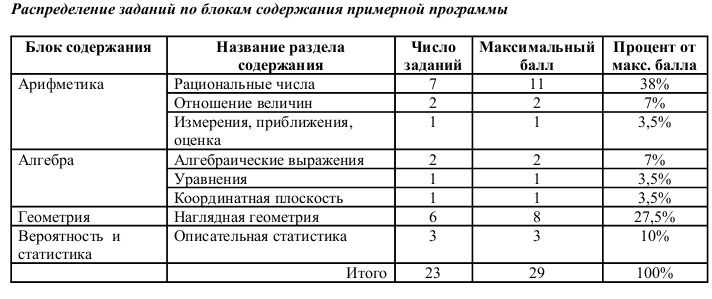 Распределение заданий по блокам содержания примерной программы
Блок содержания Название раздела содержания Число заданий Максимальный балл Процент от макс. балла
Арифметика Рациональные числа 7 11 38%
Отношение величин 2 2 7%
Измерения, приближения, оценка 1 1 3,5%
Алгебра Алгебраические выражения 2 2 7%
Уравнения 1 1 3,5%
Координатная плоскость 1 1 3,5%
Геометрия Наглядная геометрия 6 8 27,5%
Вероятность и статистика Описательная статистика 3 3 10%
Итого 23 29 100%